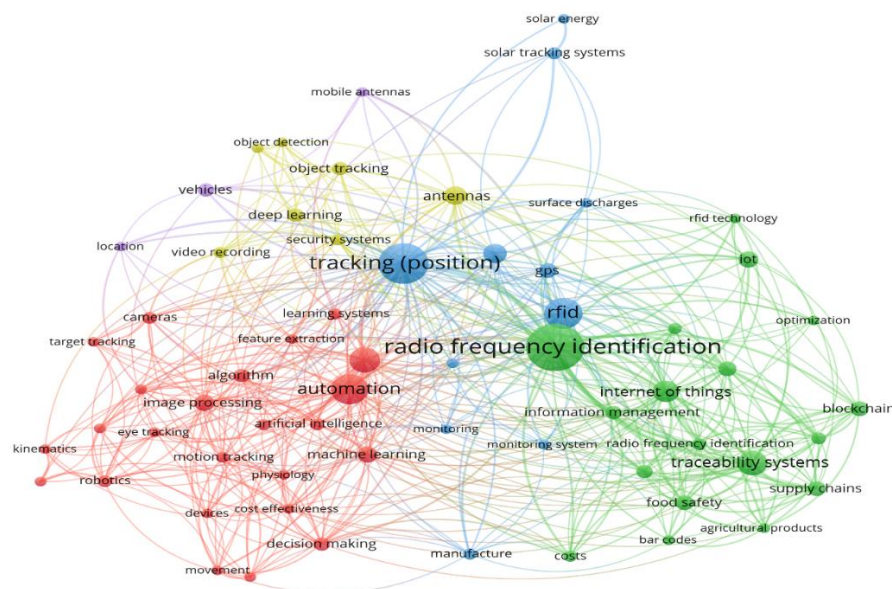 solar energy
solar tracking systems
mobile antennas
object detection
object tracking
vehicles
antennas
surface discharges
deep learning
rfid technology
security systems
location
video recording
tracking (position)
iot
gps
learning systems
cameras
rfid
optimization
target tracking
feature extraction
radio frequency identification
algorithm
automation
internet of things
image processing
artificial intelligence
information management
blockchain
eye tracking
monitoring
monitoring system
radio frequency identification
kinematics
motion tracking
machine learning
traceability systems
robotics
physiology
supply chains
devices
cost effectiveness
food safety
agricultural products
bar codes
decision making
manufacture
costs
movement